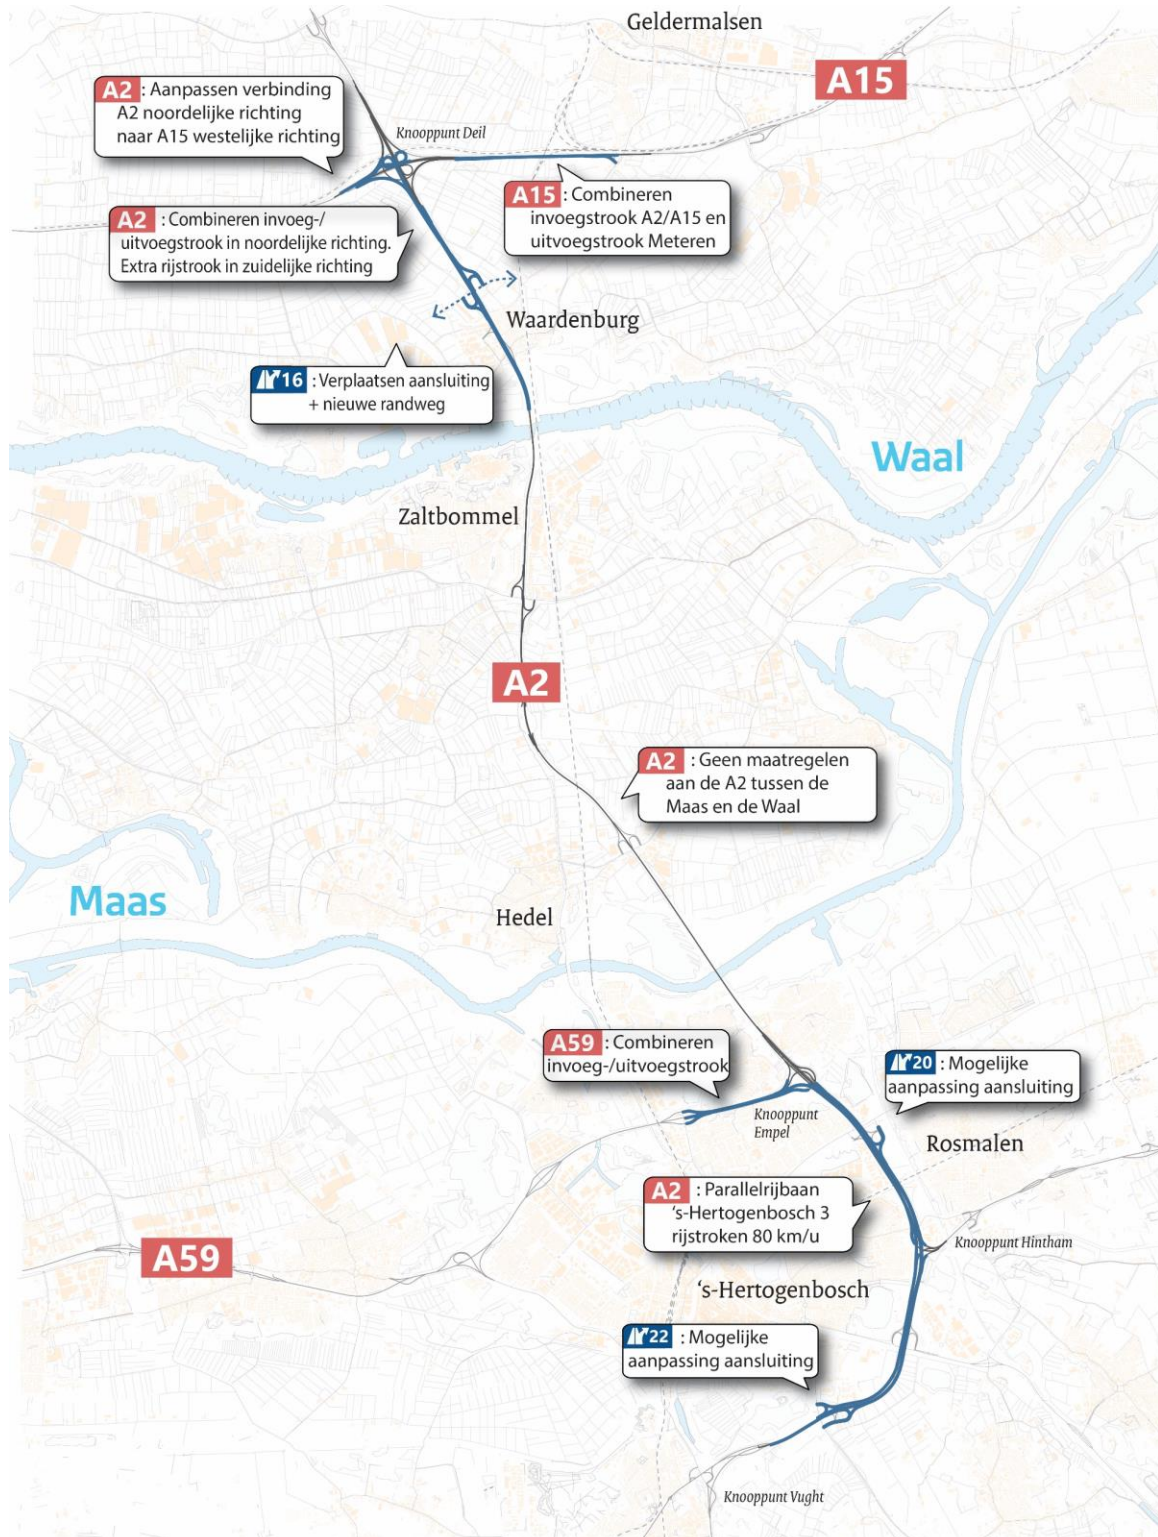 Geldermalsen
A15
A2 : Aanpassen verbinding
A2 noordelijke richting
naar A15 westelijke richting
Knooppunt Deil
A15 : Combineren
invoegstrook A2/A15 en
uitvoegstrook Meteren
A2 : Combineren invoeg-/
uitvoegstrook in noordelijke richting.
Extra rijstrook in zuidelijke richting
Waardenburg
16 : Verplaatsen aansluiting
+ nieuwe randweg
Waal
Zaltbommel
A2
A2 : Geen maatregelen
aan de A2 tussen de
Maas en de Waal
Maas
Hedel
A59 : Combineren
invoeg-/uitvoegstrook
20 : Mogelijke
aanpassing aansluiting
Knooppunt
Empel
Rosmalen
A2 : Parallelrijbaan
‘s-Hertogenbosch 3
rijstroken 80 km/u
Knooppunt Hintham
A59
‘s-Hertogenbosch
22 : Mogelijke
aanpassing aansluiting
Knooppunt Vught